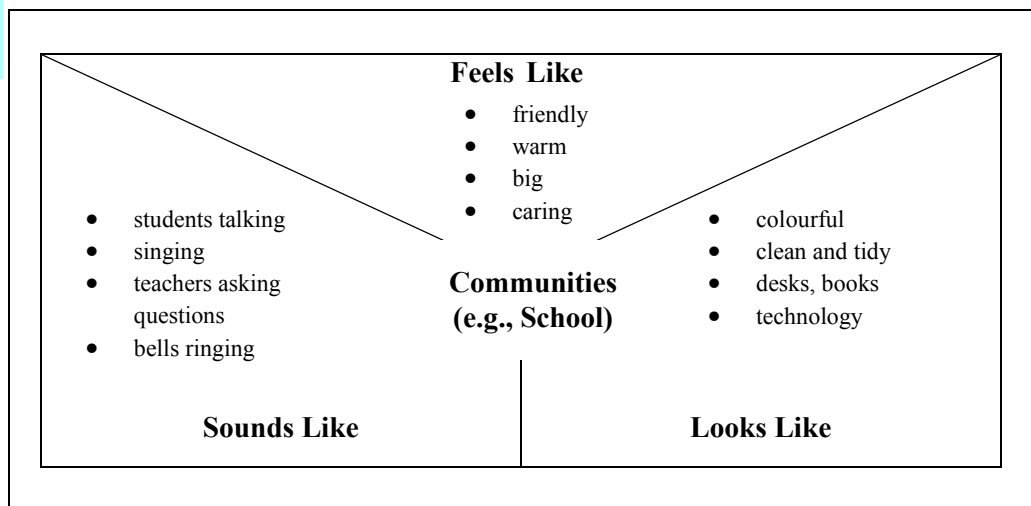 Feels Like
• friendly
• warm
• big
• caring
• students talking
• singing
• teachers asking
questions
• bells ringing
Sounds Like
Communities
(e.g., School)
• colourful
• clean and tidy
• desks, books
• technology
Looks Like